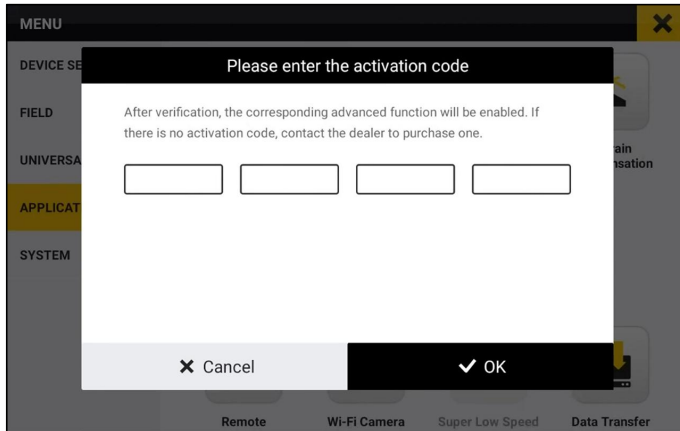 MENU
Please enter the activation code
DEVICE SE
FIELD
After verification, the corresponding advanced function will be enabled. If
there is no activation code, contact the dealer to purchase one.
ain
nsation
UNIVERSA
APPLICAT
SYSTEM
Cancel
OK
Remote
Wi-Fi Camera
Super Low Speed
Data Transfer